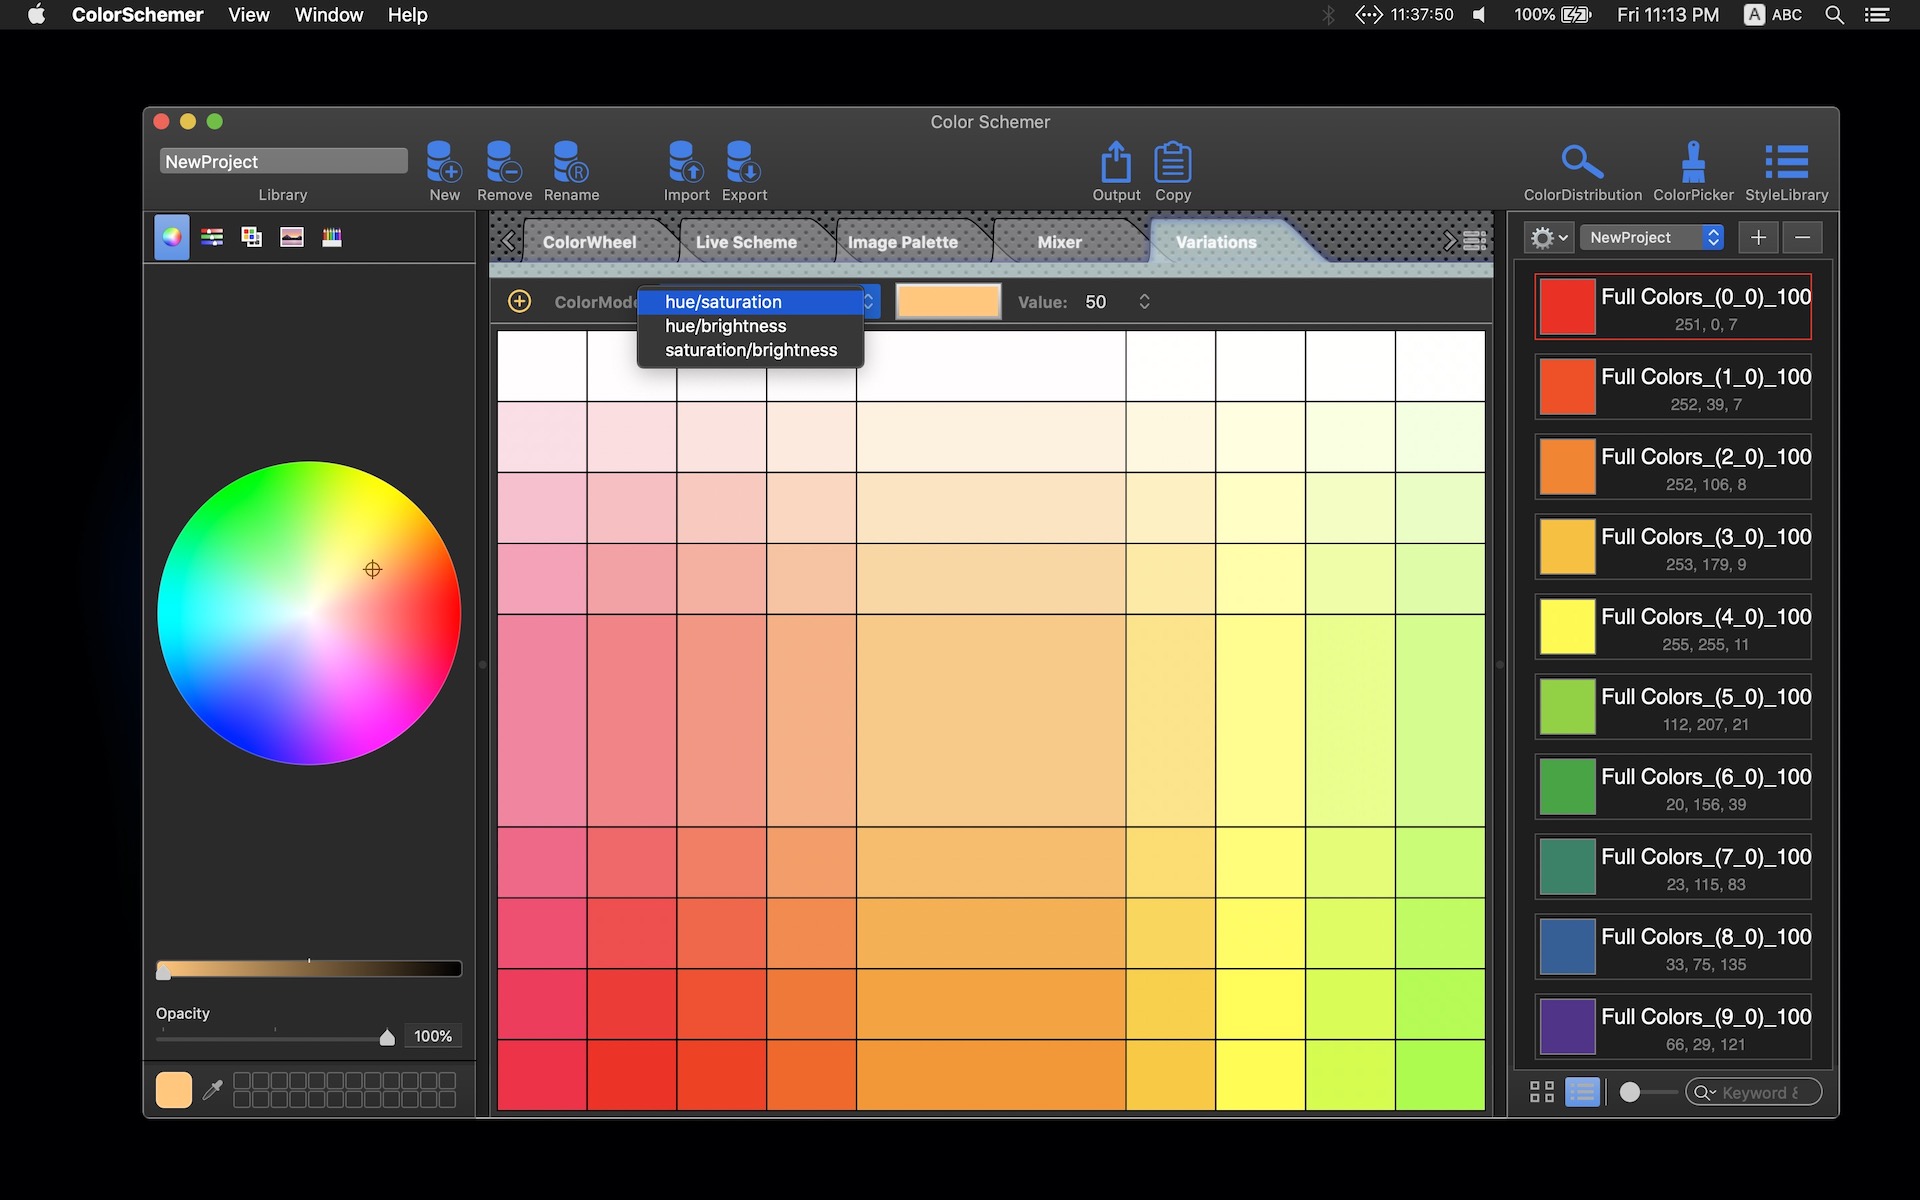 ColorSchemer View Window Help 11:37:50 100% Fri 11:13 PM A ABC
Color Schemer
NewProject
Library New Remove Rename Import Export Output Copy ColorDistribution ColorPicker StyleLibrary
ColorWheel Live Scheme Image Palette Mixer Variations
NewProject
ColorMode
hue/saturation
hue/brightness
saturation/brightness
Value: 50
Full Colors_(0_0)_100
251, 0, 7
Full Colors_(1_0)_100
252, 39, 7
Full Colors_(2_0)_100
252, 106, 8
Full Colors_(3_0)_100
253, 179, 9
Full Colors_(4_0)_100
255, 255, 11
Full Colors_(5_0)_100
112, 207, 21
Full Colors_(6_0)_100
20, 156, 39
Full Colors_(7_0)_100
23, 115, 83
Full Colors_(8_0)_100
33, 75, 135
Full Colors_(9_0)_100
66, 29, 121
Opacity
100%
Keyword &